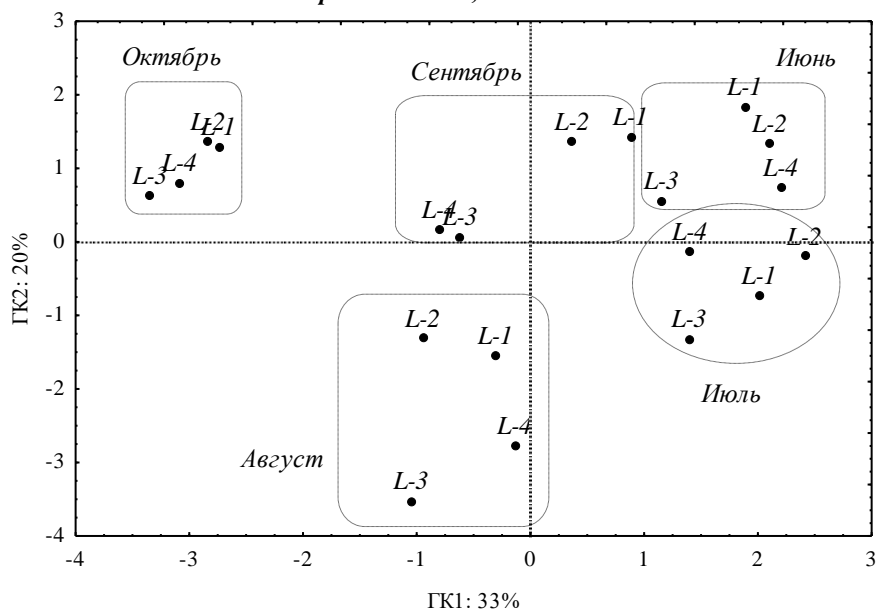 3
Октябрь
Сентябрь
Июнь
2
L-2
L-1
L-2
L-1
L-1
L-2
1
L-3
L-4
L-3
L-4
L-4
L-3
0
L-4
L-2
ГК2: 20%
-1
L-2
L-1
L-1
L-3
-2
Июль
L-4
-3
Август
L-3
-4
-4
-3
-2
-1
0
1
2
3
ГК1: 33%